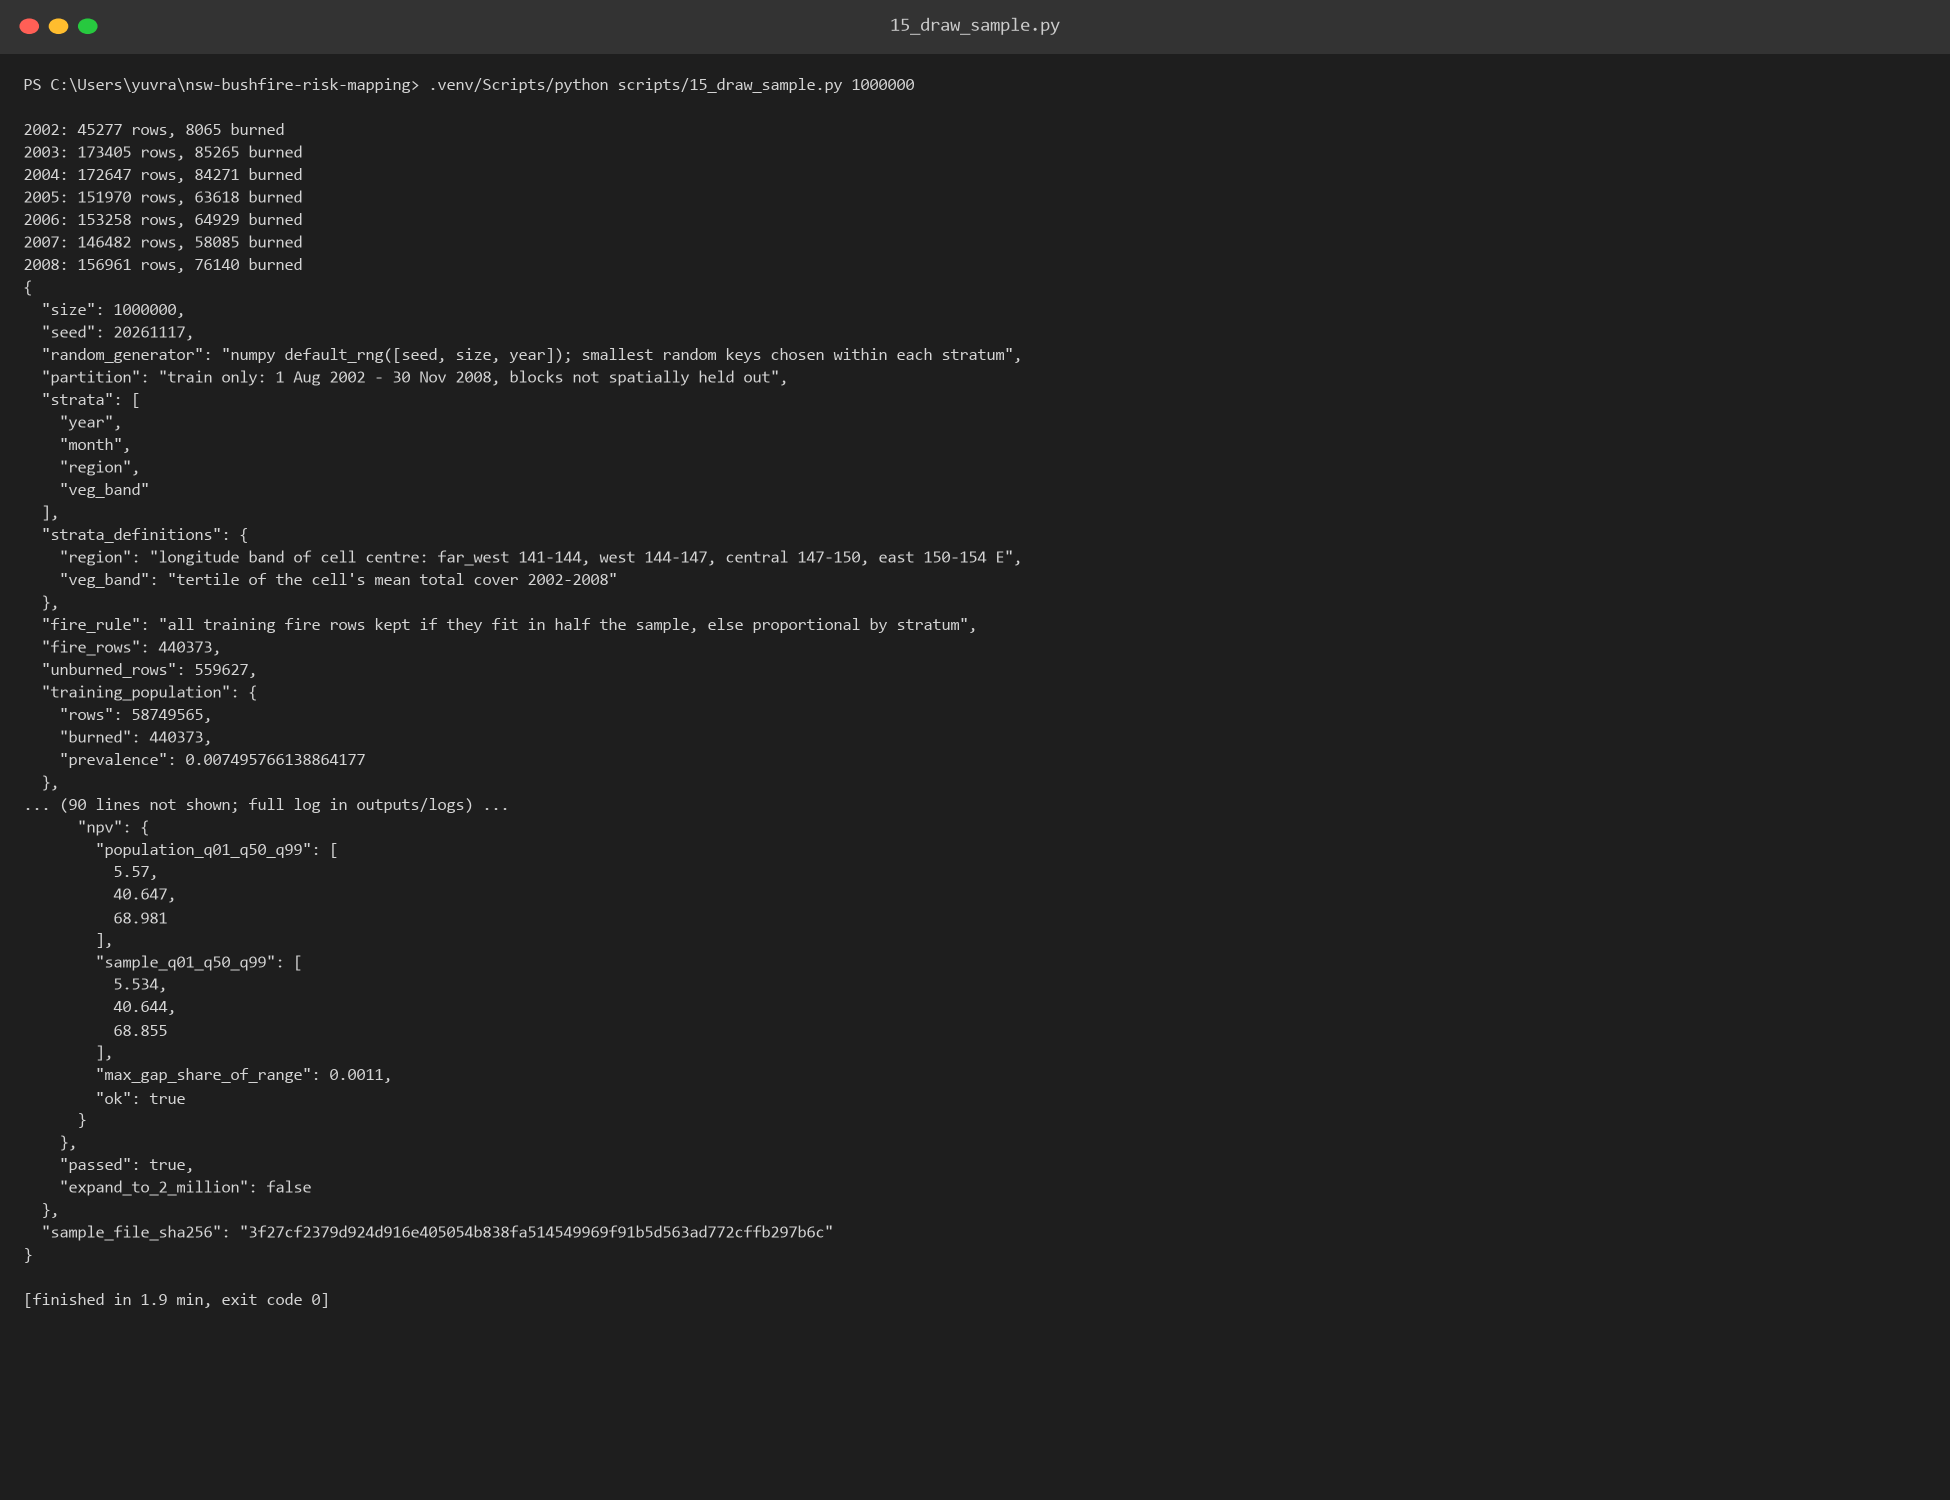 15_draw_sample.py
PS C:\Users\yuvra\nsw-bushfire-risk-mapping> .venv/Scripts/python scripts/15_draw_sample.py 1000000
2002: 45277 rows, 8065 burned
2003: 173405 rows, 85265 burned
2004: 172647 rows, 84271 burned
2005: 151970 rows, 63618 burned
2006: 153258 rows, 64929 burned
2007: 146482 rows, 58085 burned
2008: 156961 rows, 76140 burned
{
  "size": 1000000,
  "seed": 20261117,
  "random_generator": "numpy default_rng([seed, size, year]); smallest random keys chosen within each stratum",
  "partition": "train only: 1 Aug 2002 - 30 Nov 2008, blocks not spatially held out",
  "strata": [
    "year",
    "month",
    "region",
    "veg_band"
  ],
  "strata_definitions": {
    "region": "longitude band of cell centre: far_west 141-144, west 144-147, central 147-150, east 150-154 E",
    "veg_band": "tertile of the cell's mean total cover 2002-2008"
  },
  "fire_rule": "all training fire rows kept if they fit in half the sample, else proportional by stratum",
  "fire_rows": 440373,
  "unburned_rows": 559627,
  "training_population": {
    "rows": 58749565,
    "burned": 440373,
    "prevalence": 0.007495766138864177
  },
... (90 lines not shown; full log in outputs/logs) ...
      "npv": {
        "population_q01_q50_q99": [
          5.57,
          40.647,
          68.981
        ],
        "sample_q01_q50_q99": [
          5.534,
          40.644,
          68.855
        ],
        "max_gap_share_of_range": 0.0011,
        "ok": true
      }
    },
    "passed": true,
    "expand_to_2_million": false
  },
  "sample_file_sha256": "3f27cf2379d924d916e405054b838fa514549969f91b5d563ad772cffb297b6c"
}
[finished in 1.9 min, exit code 0]